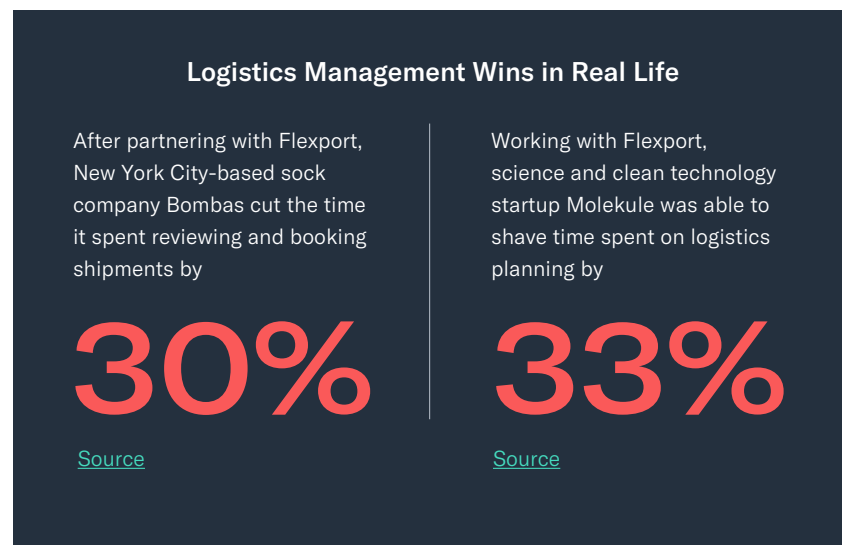 Logistics Management Wins in Real Life
After partnering with Flexport,
New York City-based sock
company Bombas cut the time
it spent reviewing and booking
shipments by
30%
Source
Working with Flexport,
science and clean technology
startup Molekule was able to
shave time spent on logistics
planning by
33%
Source